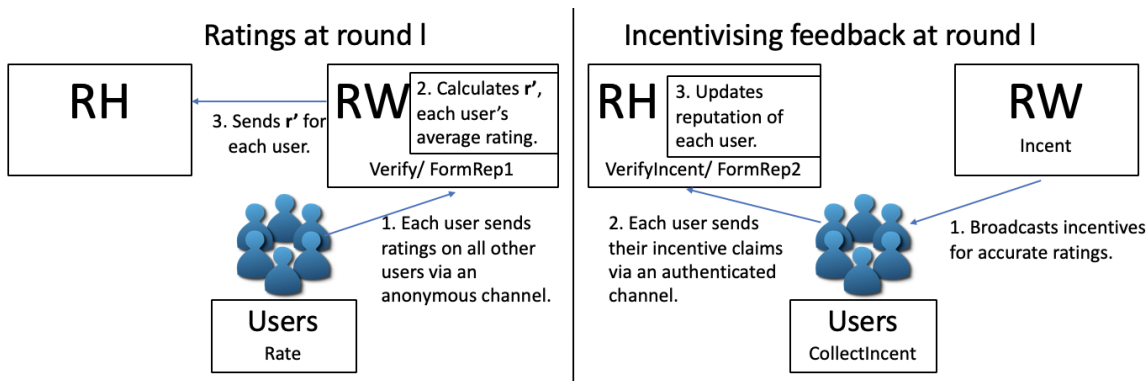 Ratings at round l
RH
3. Sends r’ for
each user.
RW
2. Calculates r’,
each user’s
average rating.
Verify/ FormRep1
1. Each user sends
ratings on all other
users via an
anonymous channel.
Users
Rate
Incentivising feedback at round l
RH
3. Updates
reputation of
each user.
VerifyIncent/ FormRep2
RW
Incent
2. Each user sends
their incentive claims
via an authenticated
channel.
1. Broadcasts incentives
for accurate ratings.
Users
CollectIncent